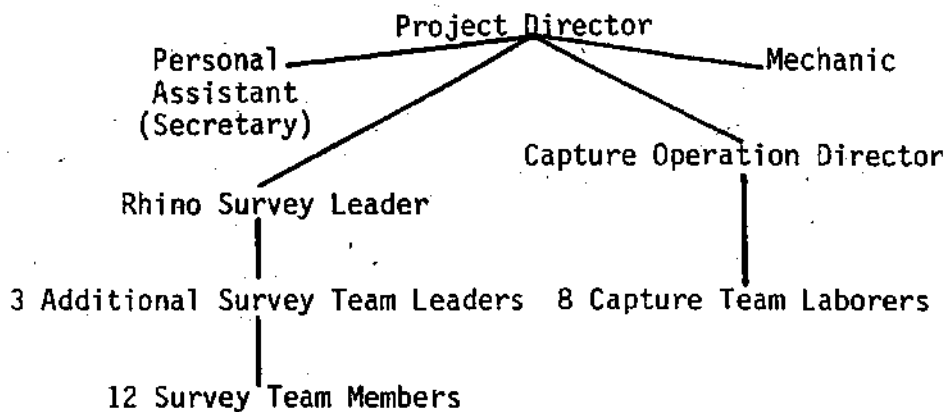 Project Director
Personal
Assistant
(Secretary)
Mechanic
Capture Operation Director
Rhino Survey Leader
3 Additional Survey Team Leaders
8 Capture Team Laborers
12 Survey Team Members